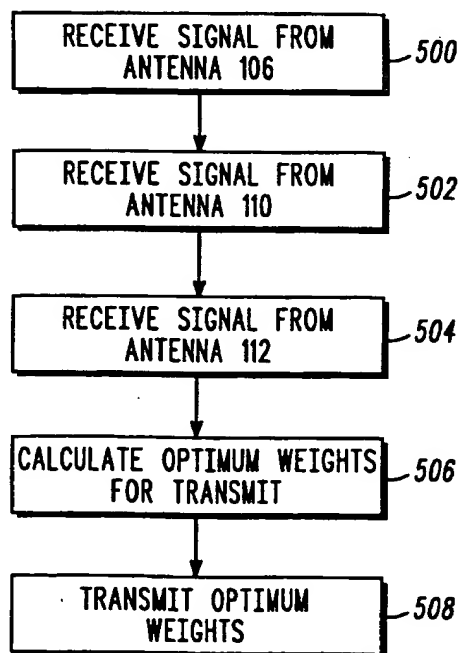 RECEIVE SIGNAL FROM
ANTENNA 106
500
RECEIVE SIGNAL FROM
ANTENNA 110
502
RECEIVE SIGNAL FROM
ANTENNA 112
504
CALCULATE OPTIMUM WEIGHTS
FOR TRANSMIT
506
TRANSMIT OPTIMUM
WEIGHTS
508